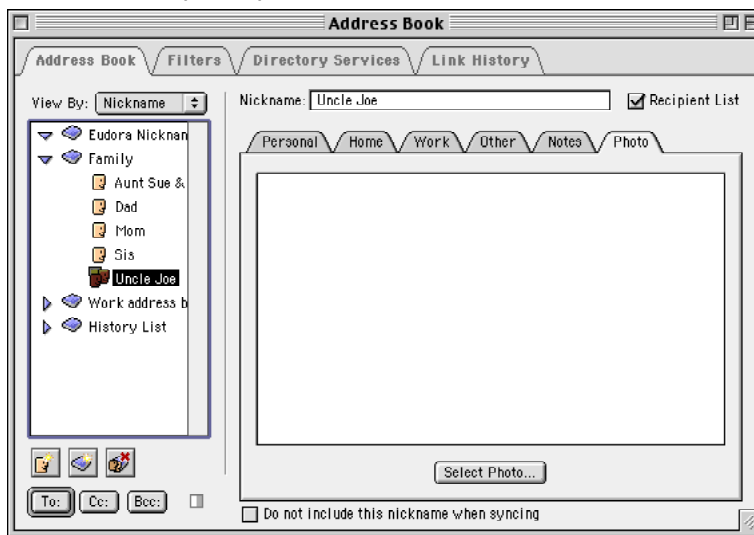 Address Book
Address Book Filters Directory Services Link History
View By: Nickname
Nickname: Uncle Joe
Recipient List
Eudora Nicknan
Family
Aunt Sue &
Dad
Mom
Sis
Uncle Joe
Work address b
History List
Personal Home Work Other Notes Photo
Select Photo...
To: Cc: Bcc:
Do not include this nickname when syncing